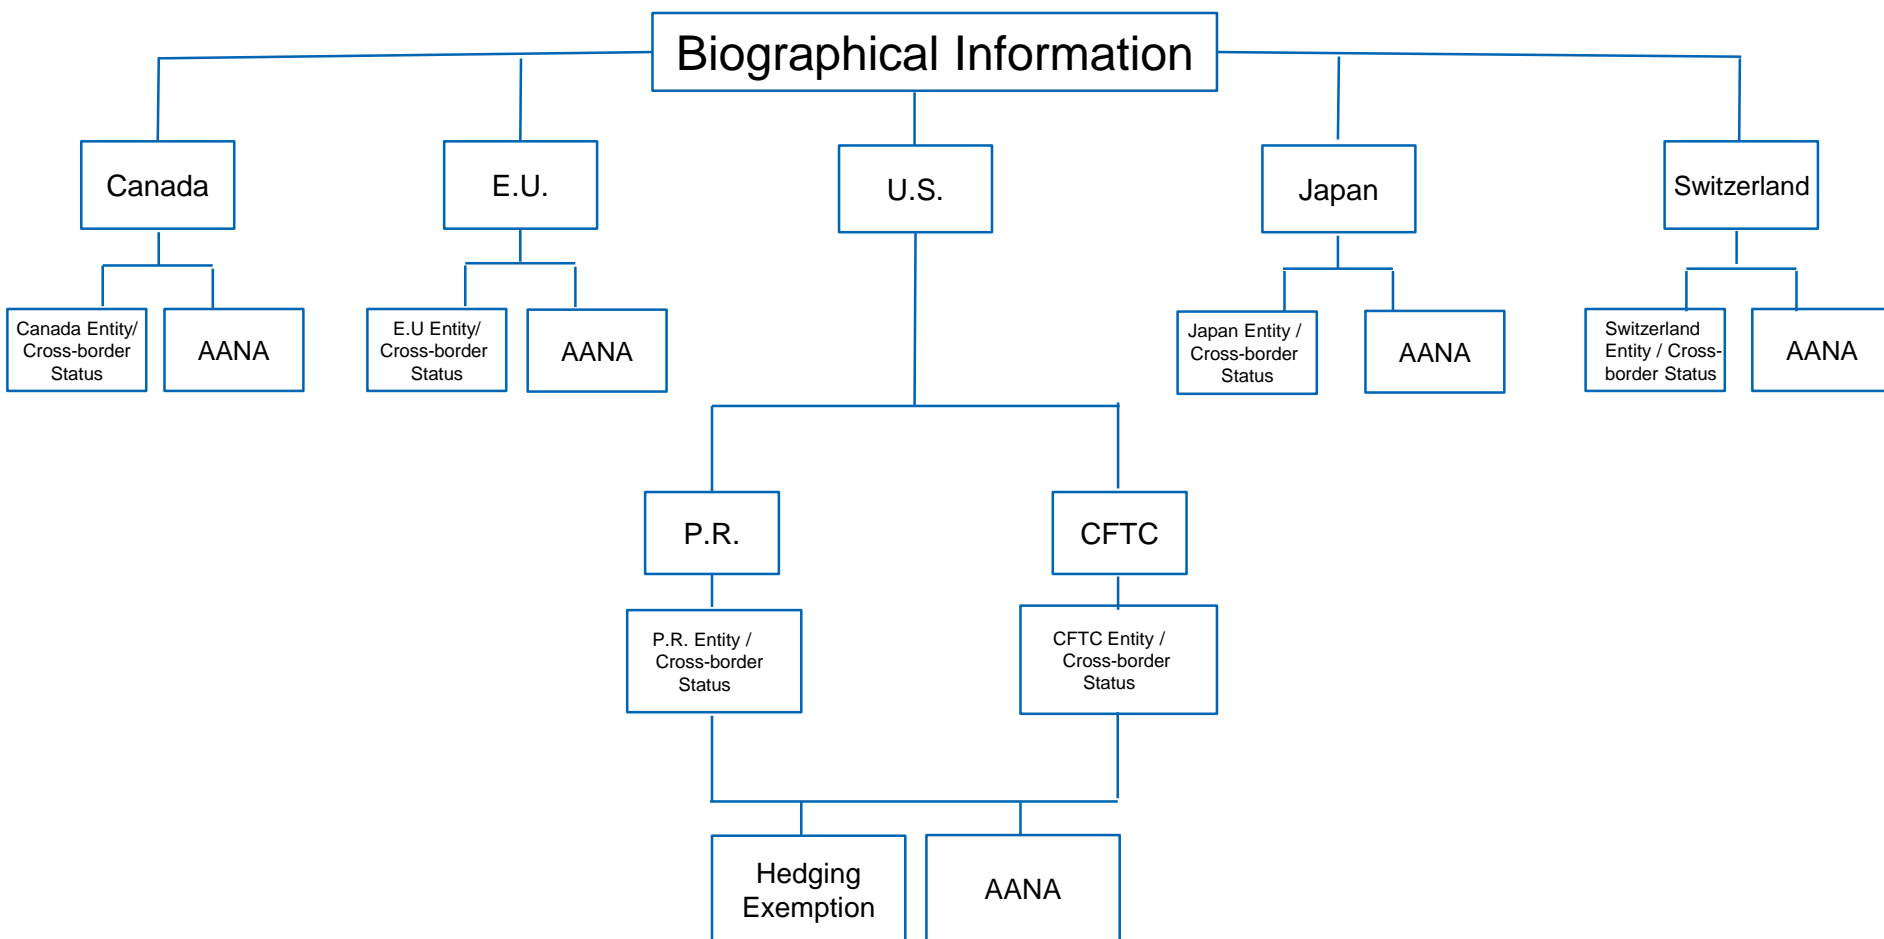 Biographical Information
Canada
E.U.
U.S.
Japan
Switzerland
Canada Entity/
Cross-border
Status
AANA
E.U Entity/
Cross-border
Status
AANA
Japan Entity /
Cross-border
Status
AANA
Switzerland
Entity / Cross-
border Status
AANA
P.R.
CFTC
P.R. Entity /
Cross-border
Status
CFTC Entity /
Cross-border
Status
Hedging
Exemption
AANA